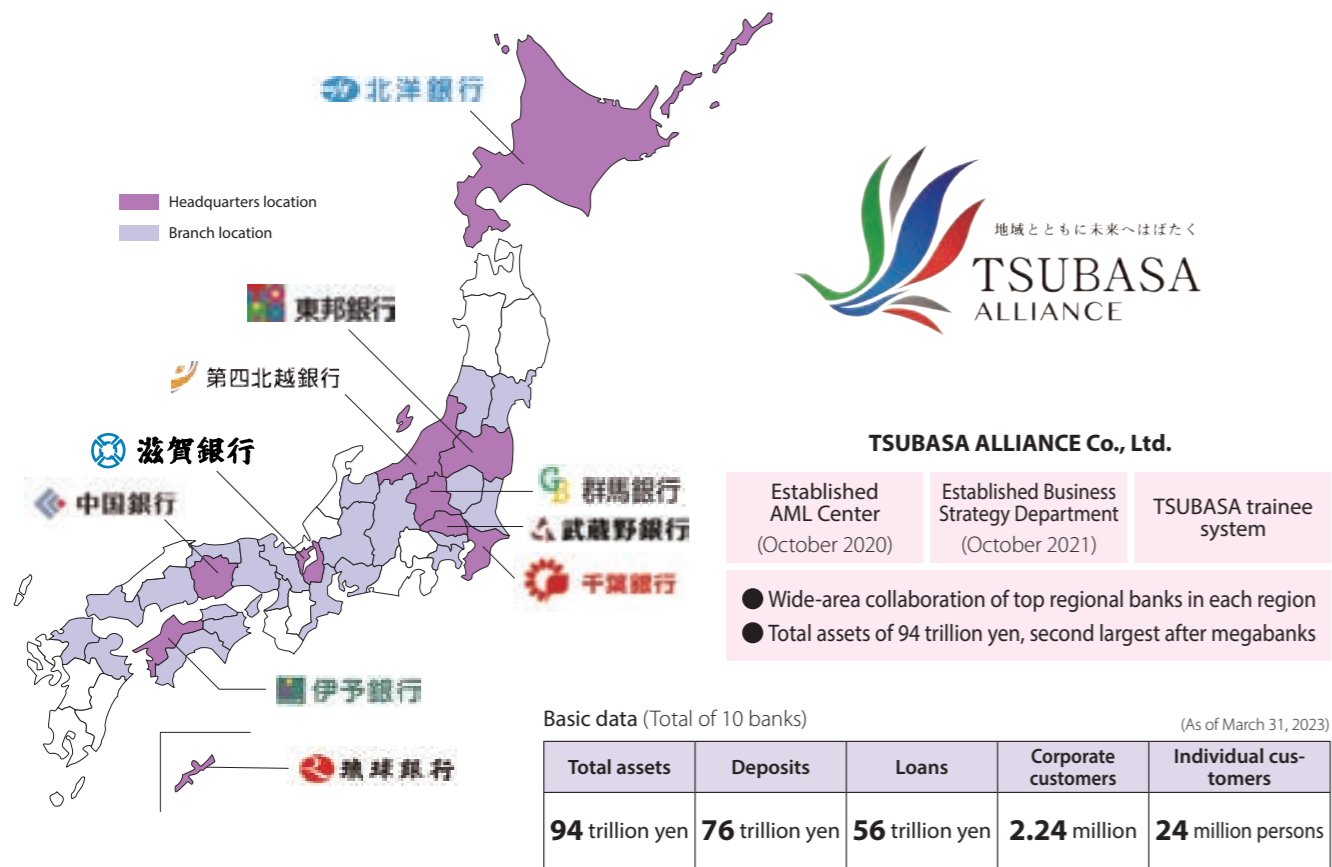 北洋銀行
Headquarters location
Branch location
東邦銀行
第四北越銀行
滋賀銀行
中国銀行
群馬銀行
武蔵野銀行
千葉銀行
伊予銀行
琉球銀行
地域とともに未来へはばたく
TSUBASA
ALLIANCE
TSUBASA ALLIANCE Co., Ltd.
Established
AML Center
(October 2020)
Established Business
Strategy Department
(October 2021)
TSUBASA trainee
system
● Wide-area collaboration of top regional banks in each region
● Total assets of 94 trillion yen, second largest after megabanks
Basic data (Total of 10 banks)
(As of March 31, 2023)
Total assets
Deposits
Loans
Corporate
customers
Individual cus-
tomers
94 trillion yen
76 trillion yen
56 trillion yen
2.24 million
24 million persons